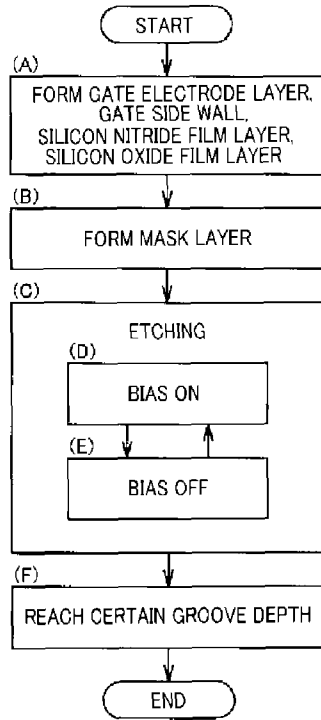 START
(A)
FORM GATE ELECTRODE LAYER,
GATE SIDE WALL,
SILICON NITRIDE FILM LAYER,
SILICON OXIDE FILM LAYER
(B)
FORM MASK LAYER
(C)
ETCHING
(D)
BIAS ON
(E)
BIAS OFF
(F)
REACH CERTAIN GROOVE DEPTH
END